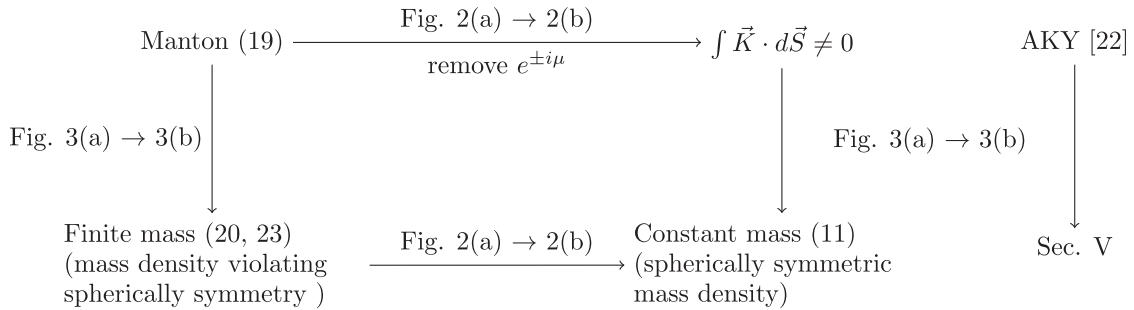 Fig. 2(a) → 2(b)
Manton (19)
∫ K⃗ · dS⃗ ≠ 0
AKY [22]
remove e^{±iμ}
Fig. 3(a) → 3(b)
Fig. 3(a) → 3(b)
Finite mass (20, 23)
(mass density violating
spherically symmetry )
Fig. 2(a) → 2(b)
Constant mass (11)
(spherically symmetric
mass density)
Sec. V